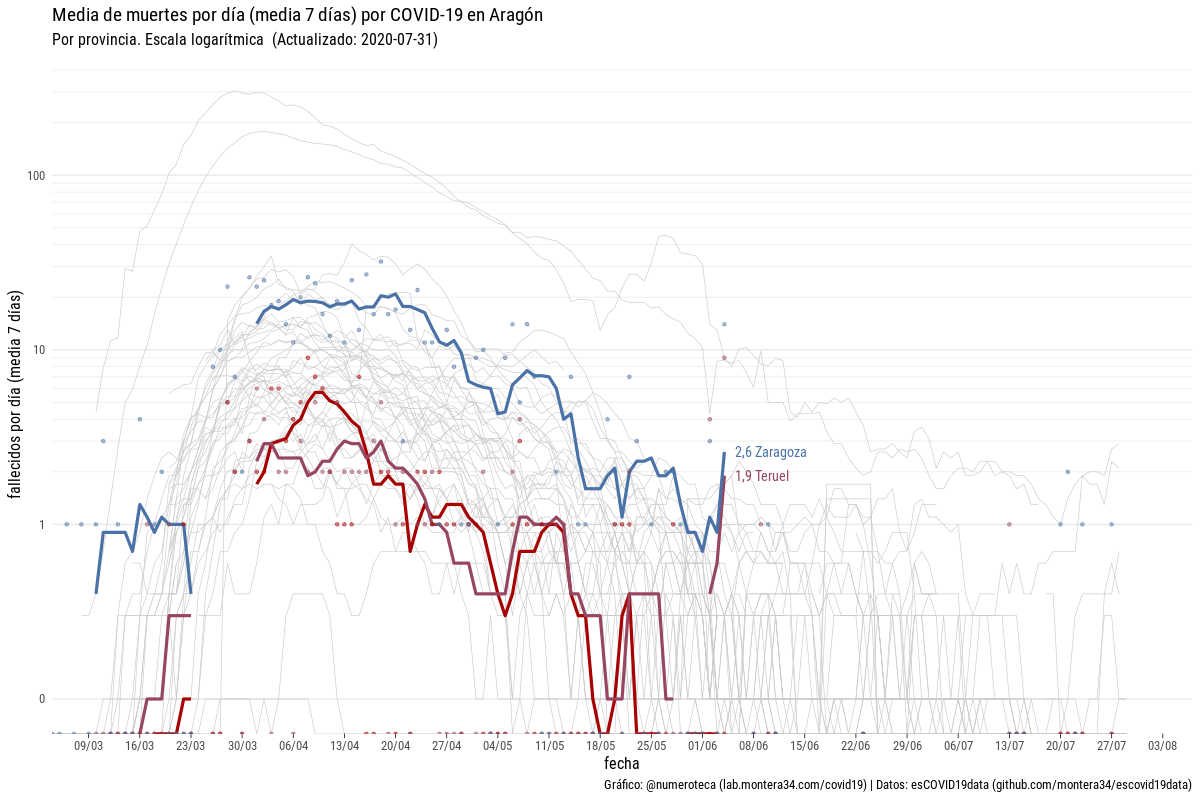 Media de muertes por día (media 7 días) por COVID-19 en Aragón
Por provincia. Escala logarítmica  (Actualizado: 2020-07-31)
fallecidos por día (media  7 días)
100
10
1
0
2,6 Zaragoza
1,9 Teruel
09/03 16/03 23/03 30/03 06/04 13/04 20/04 27/04 04/05 11/05 18/05 25/05 01/06 08/06 15/06 22/06 29/06 06/07 13/07 20/07 27/07 03/08
fecha
Gráfico: @numeroteca (lab.montera34.com/covid19) | Datos: esCOVID19data (github.com/montera34/escovid19data)